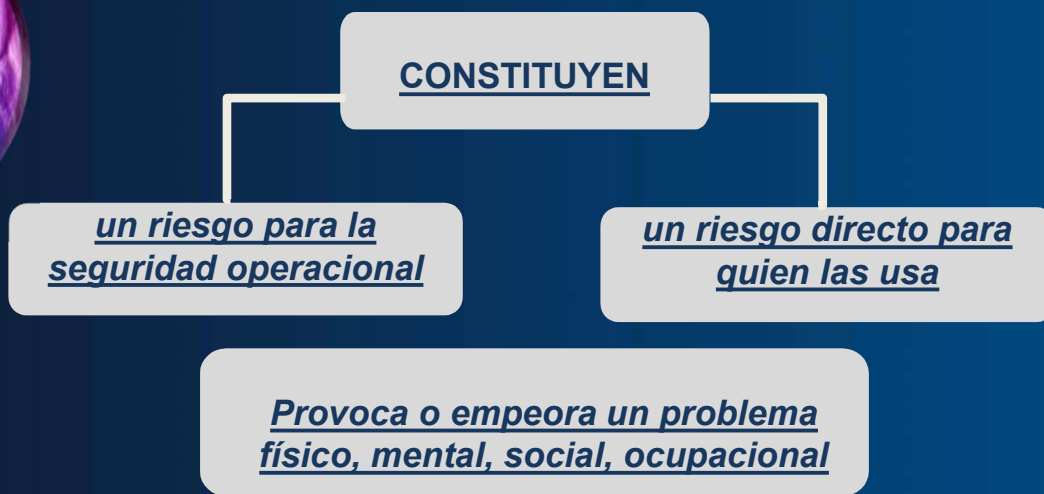 CONSTITUYEN
un riesgo para la
seguridad operacional
un riesgo directo para
quien las usa
Provoca o empeora un problema
físico, mental, social, ocupacional